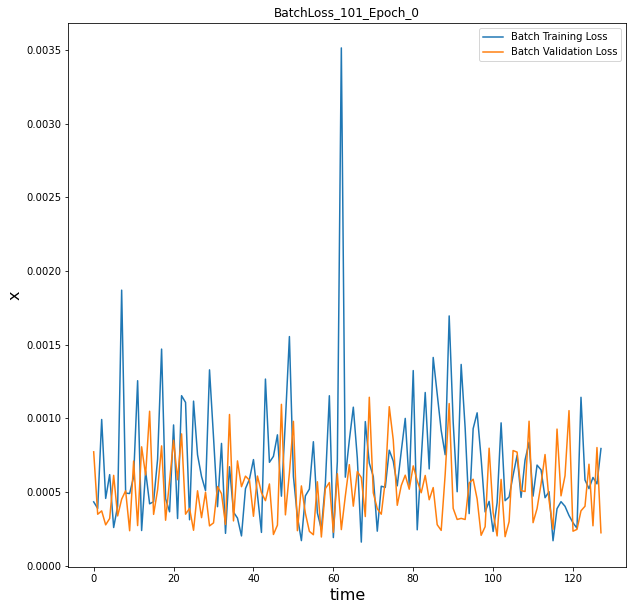 BatchLoss_101_Epoch_0
Batch Training Loss
Batch Validation Loss
0.0035
0.0030
0.0025
0.0020
0.0015
0.0010
0.0005
0.0000
x
0 20 40 60 80 100 120
time